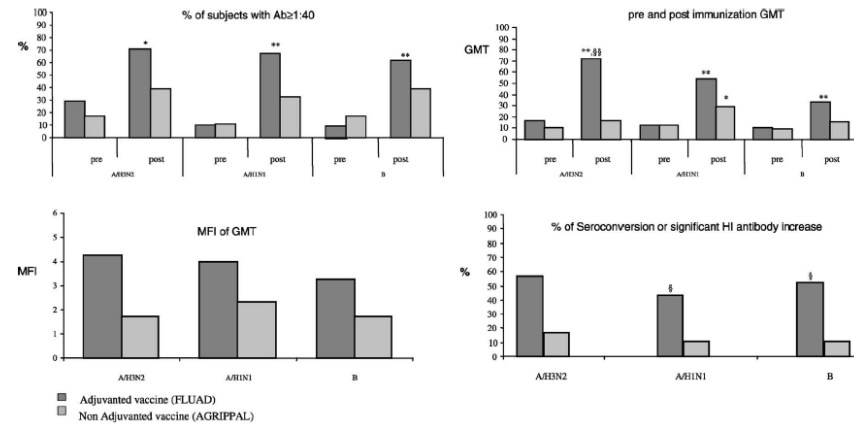 % of subjects with Ab≥1:40
%
90
80
70
60
50
40
30
20
10
0
* ** **
pre post pre post pre post
A/H3N2 A/H1N1 B
pre and post immunization GMT
GMT
100
90
80
70
60
50
40
30
20
10
0
**,§§ ** * **
pre post pre post pre post
A/H3N2 A/H1N1 B
MFI of GMT
MFI
6
5
4
3
2
1
0
A/H3N2 A/H1N1 B
% of Seroconversion or significant HI antibody increase
%
100
90
80
70
60
50
40
30
20
10
0
§ §
A/H3N2 A/H1N1 B
Adjuvanted vaccine (FLUAD)
Non Adjuvanted vaccine (AGRIPPAL)